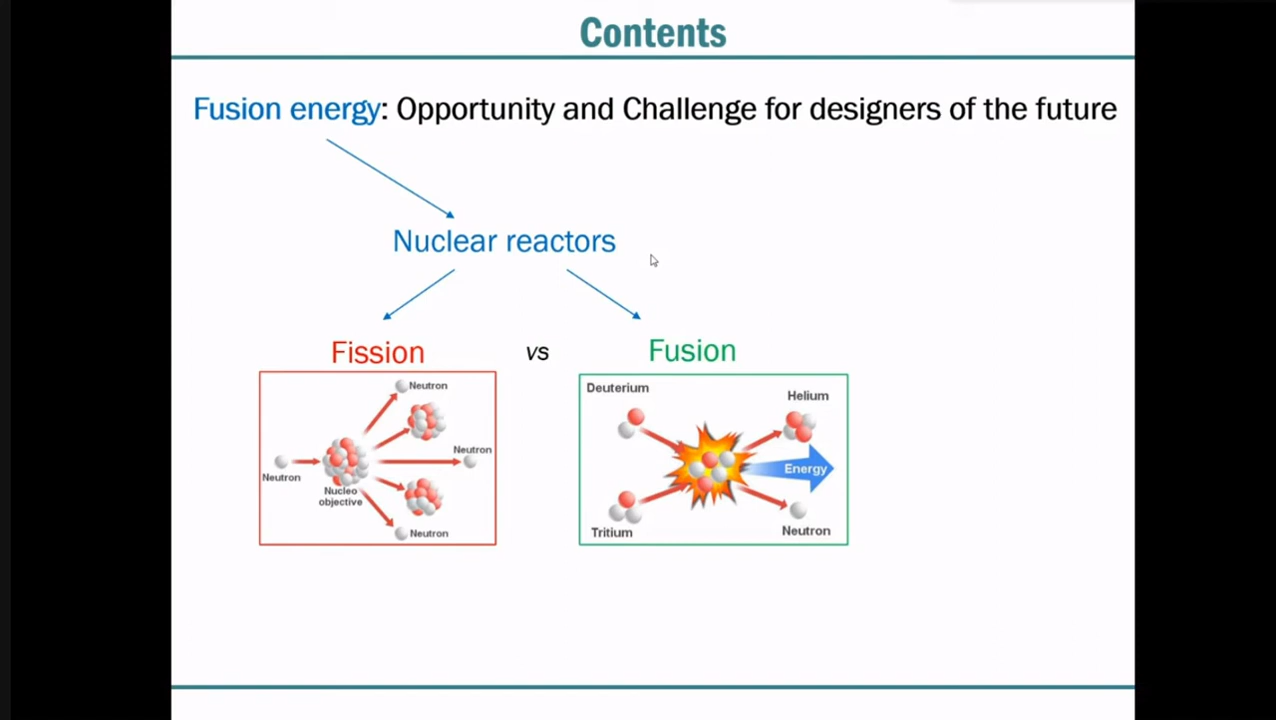 Contents
Fusion energy: Opportunity and Challenge for designers of the future
Nuclear reactors
Fission
vs
Fusion
Neutron
Neutron
Neutron
Nucleo
objective
Neutron
Deuterium
Helium
Energy
Tritium
Neutron